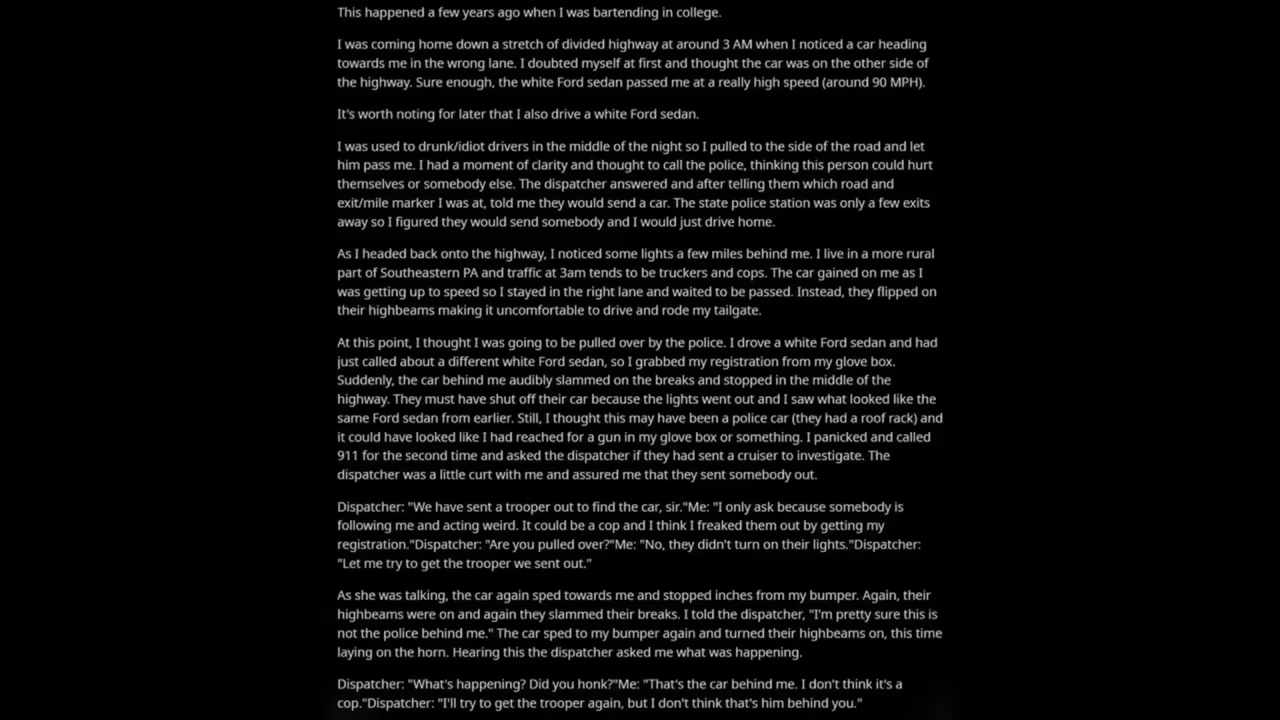 This happened a few years ago when I was bartending in college.
I was coming home down a stretch of divided highway at around 3 AM when I noticed a car heading
towards me in the wrong lane. I doubted myself at first and thought the car was on the other side of
the highway. Sure enough, the white Ford sedan passed me at a really high speed (around 90 MPH).
It's worth noting for later that I also drive a white Ford sedan.
I was used to drunk/idiot drivers in the middle of the night so I pulled to the side of the road and let
him pass me. I had a moment of clarity and thought to call the police, thinking this person could hurt
themselves or somebody else. The dispatcher answered and after telling them which road and
exit/mile marker I was at, told me they would send a car. The state police station was only a few exits
away so I figured they would send somebody and I would just drive home.
As I headed back onto the highway, I noticed some lights a few miles behind me. I live in a more rural
part of Southeastern PA and traffic at 3am tends to be truckers and cops. The car gained on me as I
was getting up to speed so I stayed in the right lane and waited to be passed. Instead, they flipped on
their highbeams making it uncomfortable to drive and rode my tailgate.
At this point, I thought I was going to be pulled over by the police. I drove a white Ford sedan and had
just called about a different white Ford sedan, so I grabbed my registration from my glove box.
Suddenly, the car behind me audibly slammed on the breaks and stopped in the middle of the
highway. They must have shut off their car because the lights went out and I saw what looked like the
same Ford sedan from earlier. Still, I thought this may have been a police car (they had a roof rack) and
it could have looked like I had reached for a gun in my glove box or something. I panicked and called
911 for the second time and asked the dispatcher if they had sent a cruiser to investigate. The
dispatcher was a little curt with me and assured me that they sent somebody out.
Dispatcher: "We have sent a trooper out to find the car, sir."Me: "I only ask because somebody is
following me and acting weird. It could be a cop and I think I freaked them out by getting my
registration."Dispatcher: "Are you pulled over?"Me: "No, they didn't turn on their lights."Dispatcher:
"Let me try to get the trooper we sent out."
As she was talking, the car again sped towards me and stopped inches from my bumper. Again, their
highbeams were on and again they slammed their breaks. I told the dispatcher, "I'm pretty sure this is
not the police behind me." The car sped to my bumper again and turned their highbeams on, this time
laying on the horn. Hearing this the dispatcher asked me what was happening.
Dispatcher: "What's happening? Did you honk?"Me: "That's the car behind me. I don't think it's a
cop."Dispatcher: "I'll try to get the trooper again, but I don't think that's him behind you."